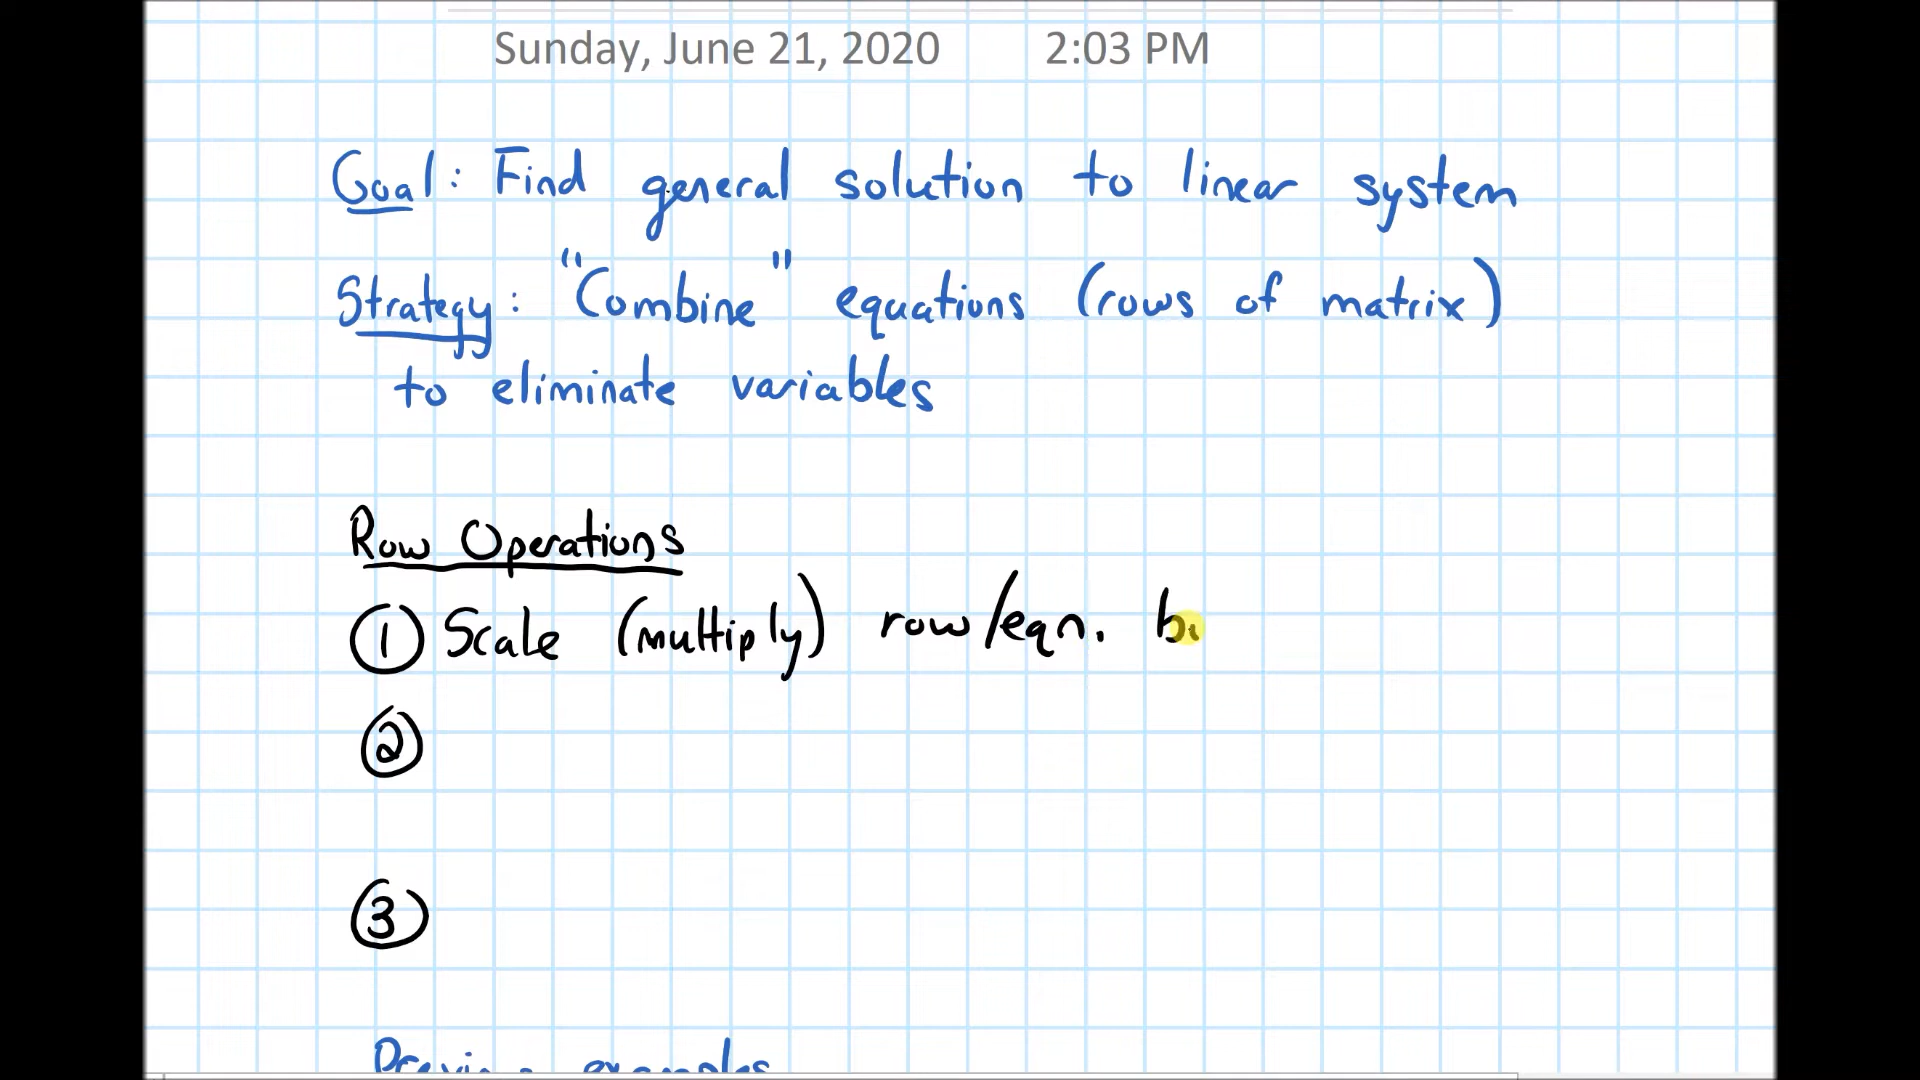 Sunday, June 21, 2020 2:03 PM
Goal: Find general solution to linear system
Strategy: "Combine" equations (rows of matrix)
to eliminate variables
Row Operations
① Scale (multiply) row/eqn.
②
③
examples